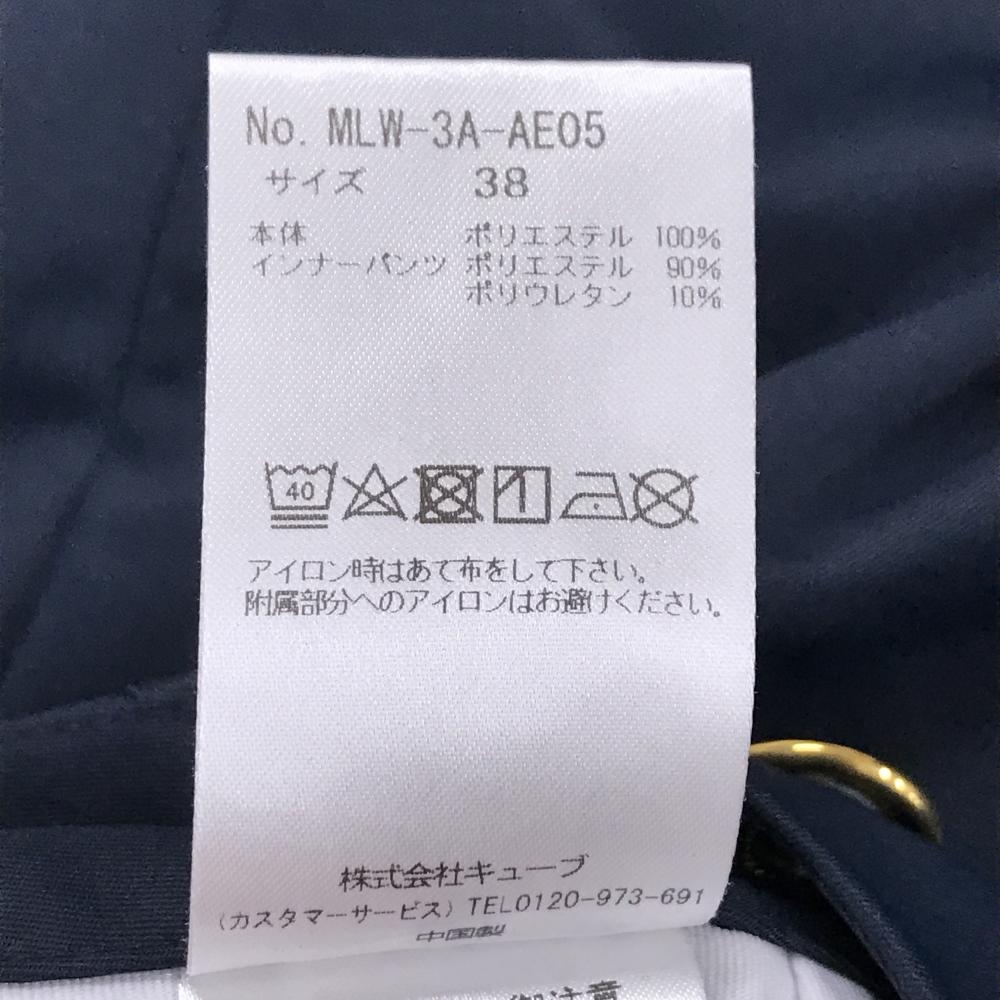 No. MLW-3A-AE05
サイズ 38
本体 ポリエステル 100%
インナーパンツ ポリエステル 90%
ポリウレタン 10%
40
アイロン時はあて布をして下さい。
附属部分へのアイロンはお避けください。
株式会社キューブ
(カスタマーサービス) TEL0120-973-691
中国製
御注意